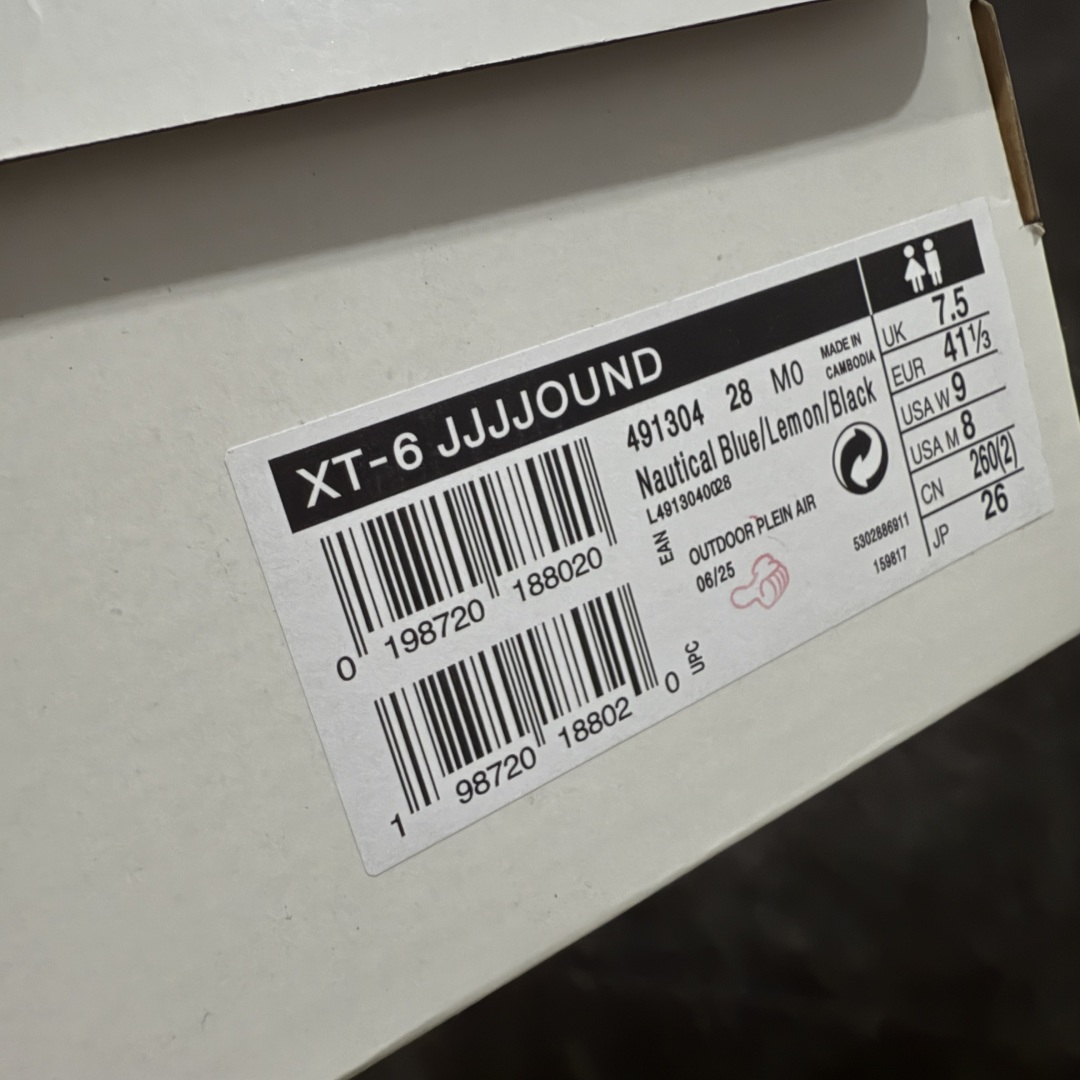 XT-6 JJJJOUND
0 198720 188020
EAN
1 98720 18802 0
UPC
491304 28 M0
MADE IN
CAMBODIA
Nautical Blue/Lemon/Black
L4913040028
OUTDOOR PLEIN AIR
06/25
5302886911
159817
UK 7.5
EUR 41⅓
USA W 9
USA M 8
CN 260(2)
JP 26